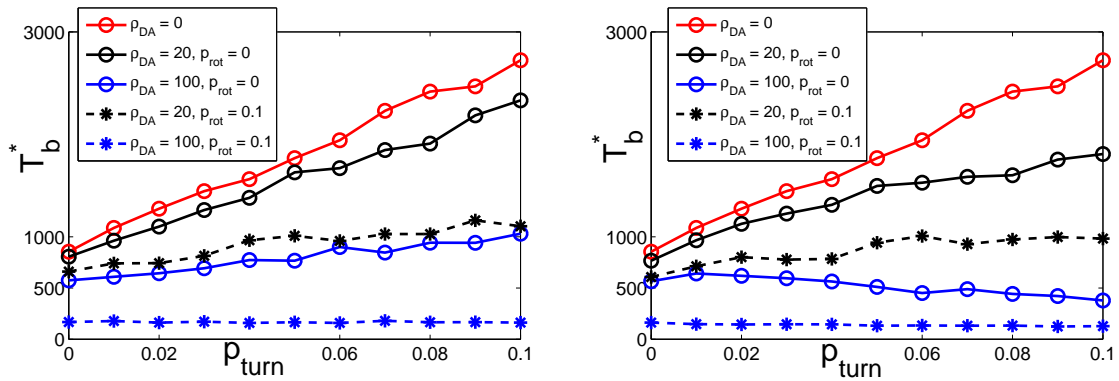 3000
1000
500
0
T*b
ρDA = 0
ρDA = 20, prot = 0
ρDA = 100, prot = 0
ρDA = 20, prot = 0.1
ρDA = 100, prot = 0.1
0 0.02 0.04 0.06 0.08 0.1
pturn
3000
1000
500
0
T*b
ρDA = 0
ρDA = 20, prot = 0
ρDA = 100, prot = 0
ρDA = 20, prot = 0.1
ρDA = 100, prot = 0.1
0 0.02 0.04 0.06 0.08 0.1
pturn